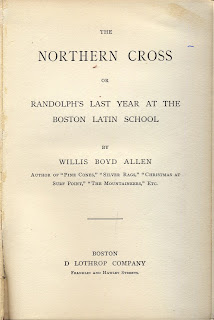 THE
NORTHERN CROSS
OR
RANDOLPH'S LAST YEAR AT THE
BOSTON LATIN SCHOOL
BY
WILLIS BOYD ALLEN
AUTHOR OF "PINE CONES," "SILVER RAGS," "CHRISTMAS AT
SURF POINT," "THE MOUNTAINEERS," ETC.
BOSTON
D LOTHROP COMPANY
FRANKLIN AND HAWLEY STREETS